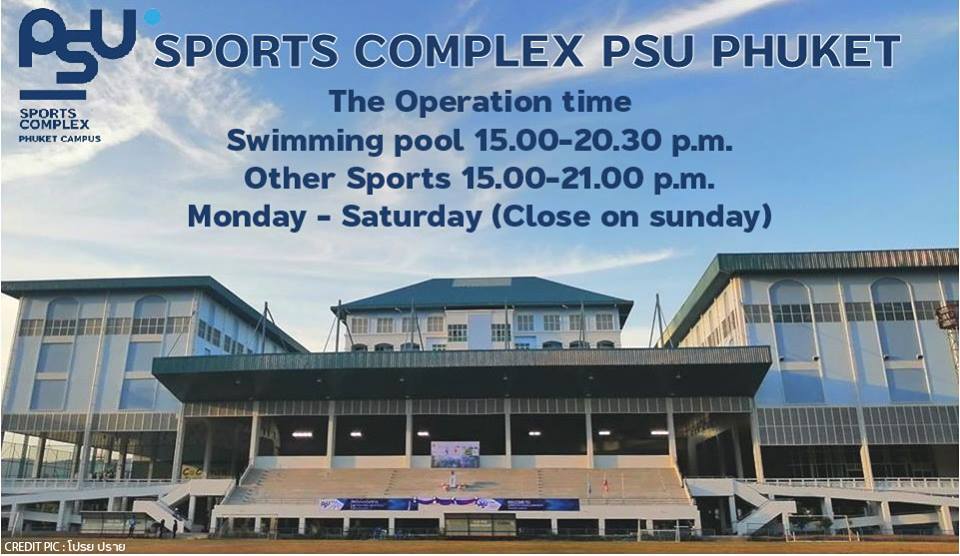 PSU
SPORTS
COMPLEX
PHUKET CAMPUS
SPORTS COMPLEX PSU PHUKET
The Operation time
Swimming pool 15.00-20.30 p.m.
Other Sports 15.00-21.00 p.m.
Monday - Saturday (Close on sunday)
CREDIT PIC : โปรย ปราย